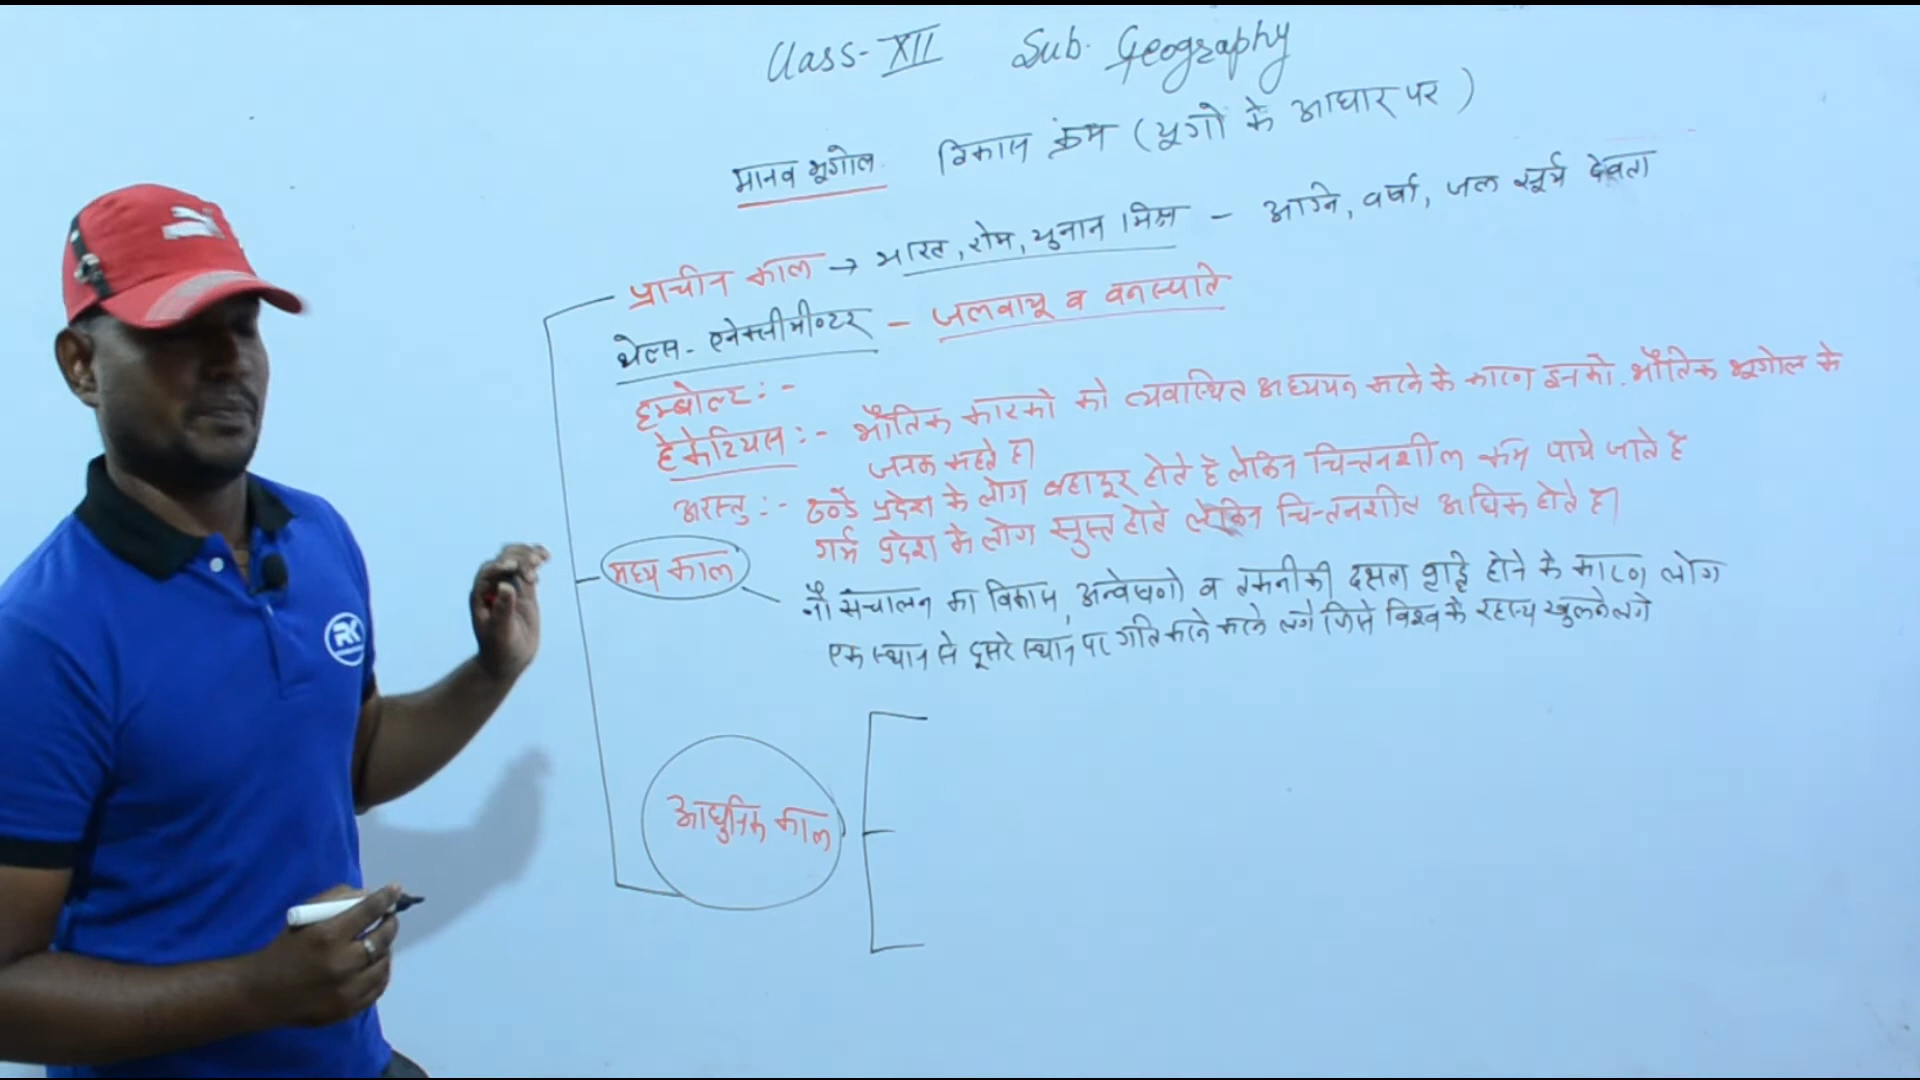 Class-XII Sub. Geography
मानव भूगोल विकास क्रम (यूगो के आधार पर)
प्राचीन काल → भारत, रोम, युनान मिस्र - अग्नि, वर्षा, जल सूर्य देवता
थेल्स - एनेक्सीमीण्डर - जलवायू व वनस्पति
हम्बोल्ट :-
हेकेटियस :- भौतिक कारको को व्यवस्थित अध्ययन करने के कारण इनको भौतिक भूगोल के
जनक कहते है।
अरस्तु :- ठण्डे प्रदेश के लोग बहादूर होते है लेकिन चिन्तनशील कम पाये जाते है
गर्म प्रदेश के लोग सुस्त होते लेकिन चिन्तनशील अधिक होते है।
मध्य काल
नौ संचालन का विकास, अन्वेषणो व तकनीकी दक्षता होने के कारण लोग
एक स्थान से दूसरे स्थान पर गति करने लगे जिसे विश्व के रहस्य खुलने लगे
आधुनिक काल
RK